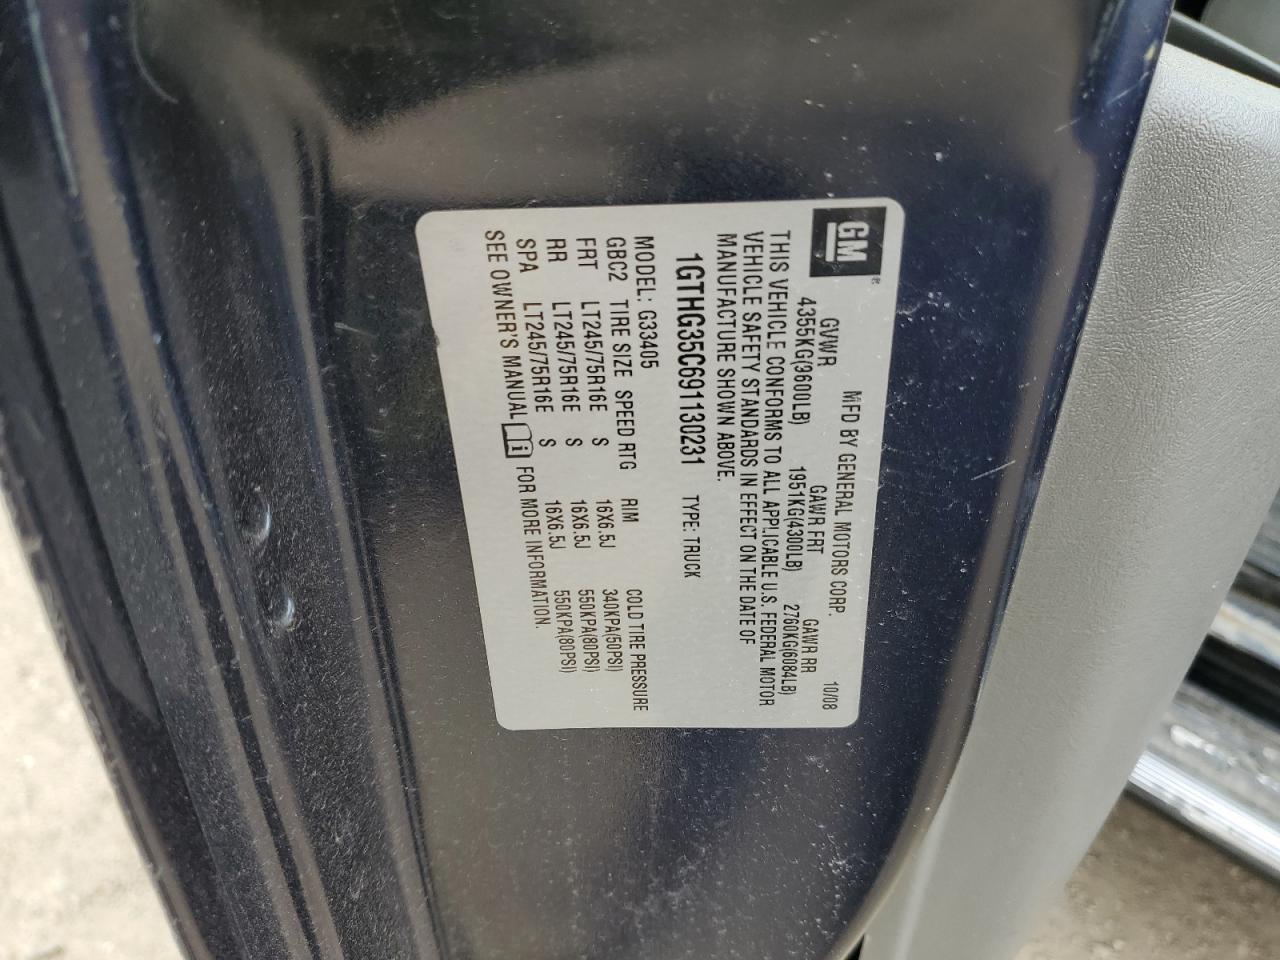 GM®
MFD BY GENERAL MOTORS CORP. 10/08
GVWR GAWR FRT GAWR RR
4355KG(9600LB) 1951KG(4300LB) 2760KG(6084LB)
THIS VEHICLE CONFORMS TO ALL APPLICABLE U.S. FEDERAL MOTOR
VEHICLE SAFETY STANDARDS IN EFFECT ON THE DATE OF
MANUFACTURE SHOWN ABOVE.
1GTHG35C691130231 TYPE: TRUCK
MODEL: G33405
GBC2 TIRE SIZE SPEED RTG RIM COLD TIRE PRESSURE
FRT LT245/75R16E S 16X6.5J 340KPA(50PSI)
RR LT245/75R16E S 16X6.5J 550KPA(80PSI)
SPA LT245/75R16E S 16X6.5J 550KPA(80PSI)
SEE OWNER'S MANUAL i FOR MORE INFORMATION.